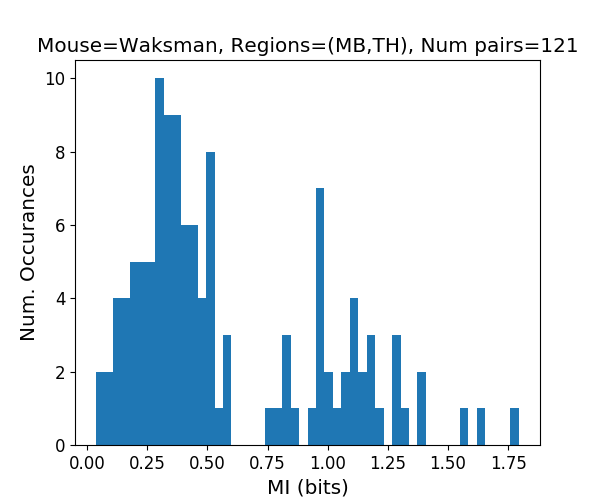 Mouse=Waksman, Regions=(MB,TH), Num pairs=121
Num. Occurances
10
8
6
4
2
0
0.00 0.25 0.50 0.75 1.00 1.25 1.50 1.75
MI (bits)